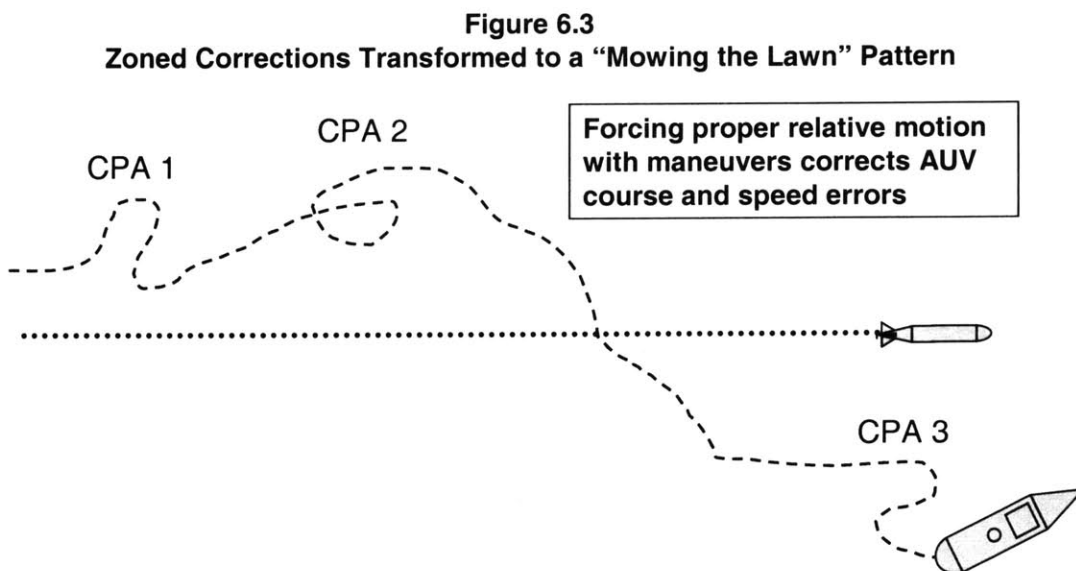 Figure 6.3
Zoned Corrections Transformed to a “Mowing the Lawn” Pattern
CPA 1
CPA 2
Forcing proper relative motion
with maneuvers corrects AUV
course and speed errors
CPA 3